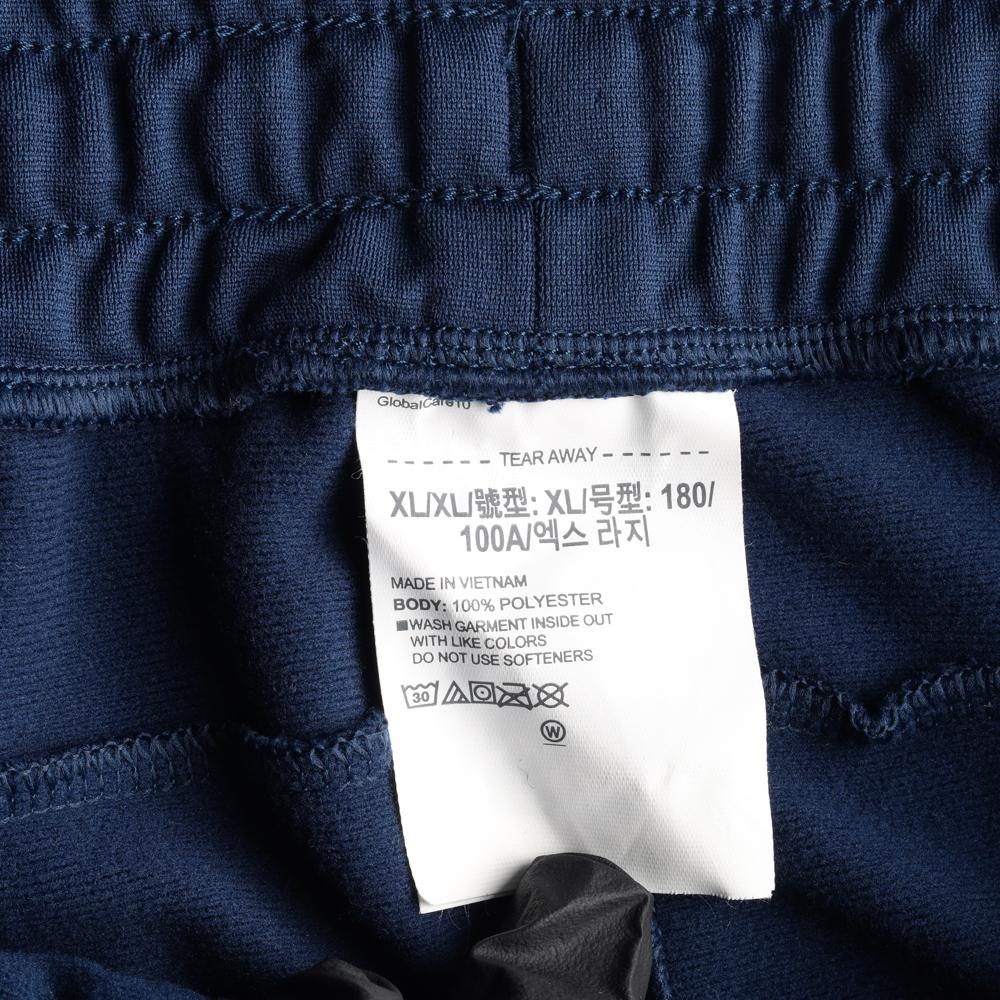 GlobalCare10
- - - - - - TEAR AWAY - - - - - -
XL/XL/號型: XL/号型: 180/
100A/엑스 라지
MADE IN VIETNAM
BODY: 100% POLYESTER
■WASH GARMENT INSIDE OUT
WITH LIKE COLORS
DO NOT USE SOFTENERS
30
W